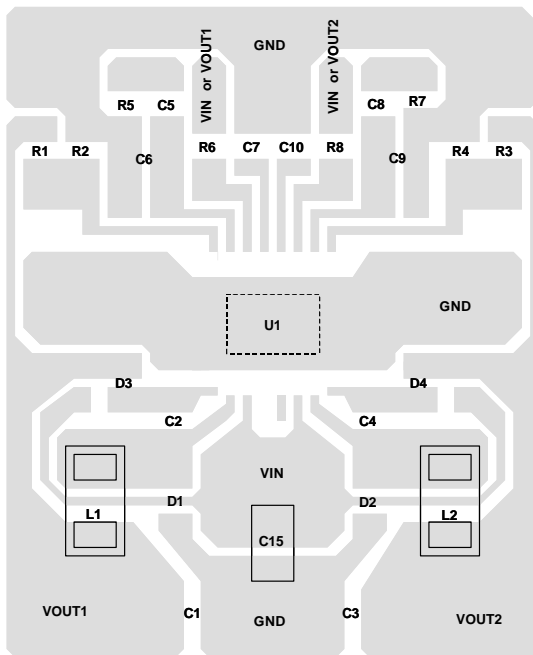 GND
VIN or VOUT1
VIN or VOUT2
R5 C5
C8 R7
R1 R2
C6
R6 C7 C10 R8
C9
R4 R3
GND
U1
D3
D4
C2
C4
VIN
D1
D2
L1
C15
L2
VOUT1
C1
GND
C3
VOUT2